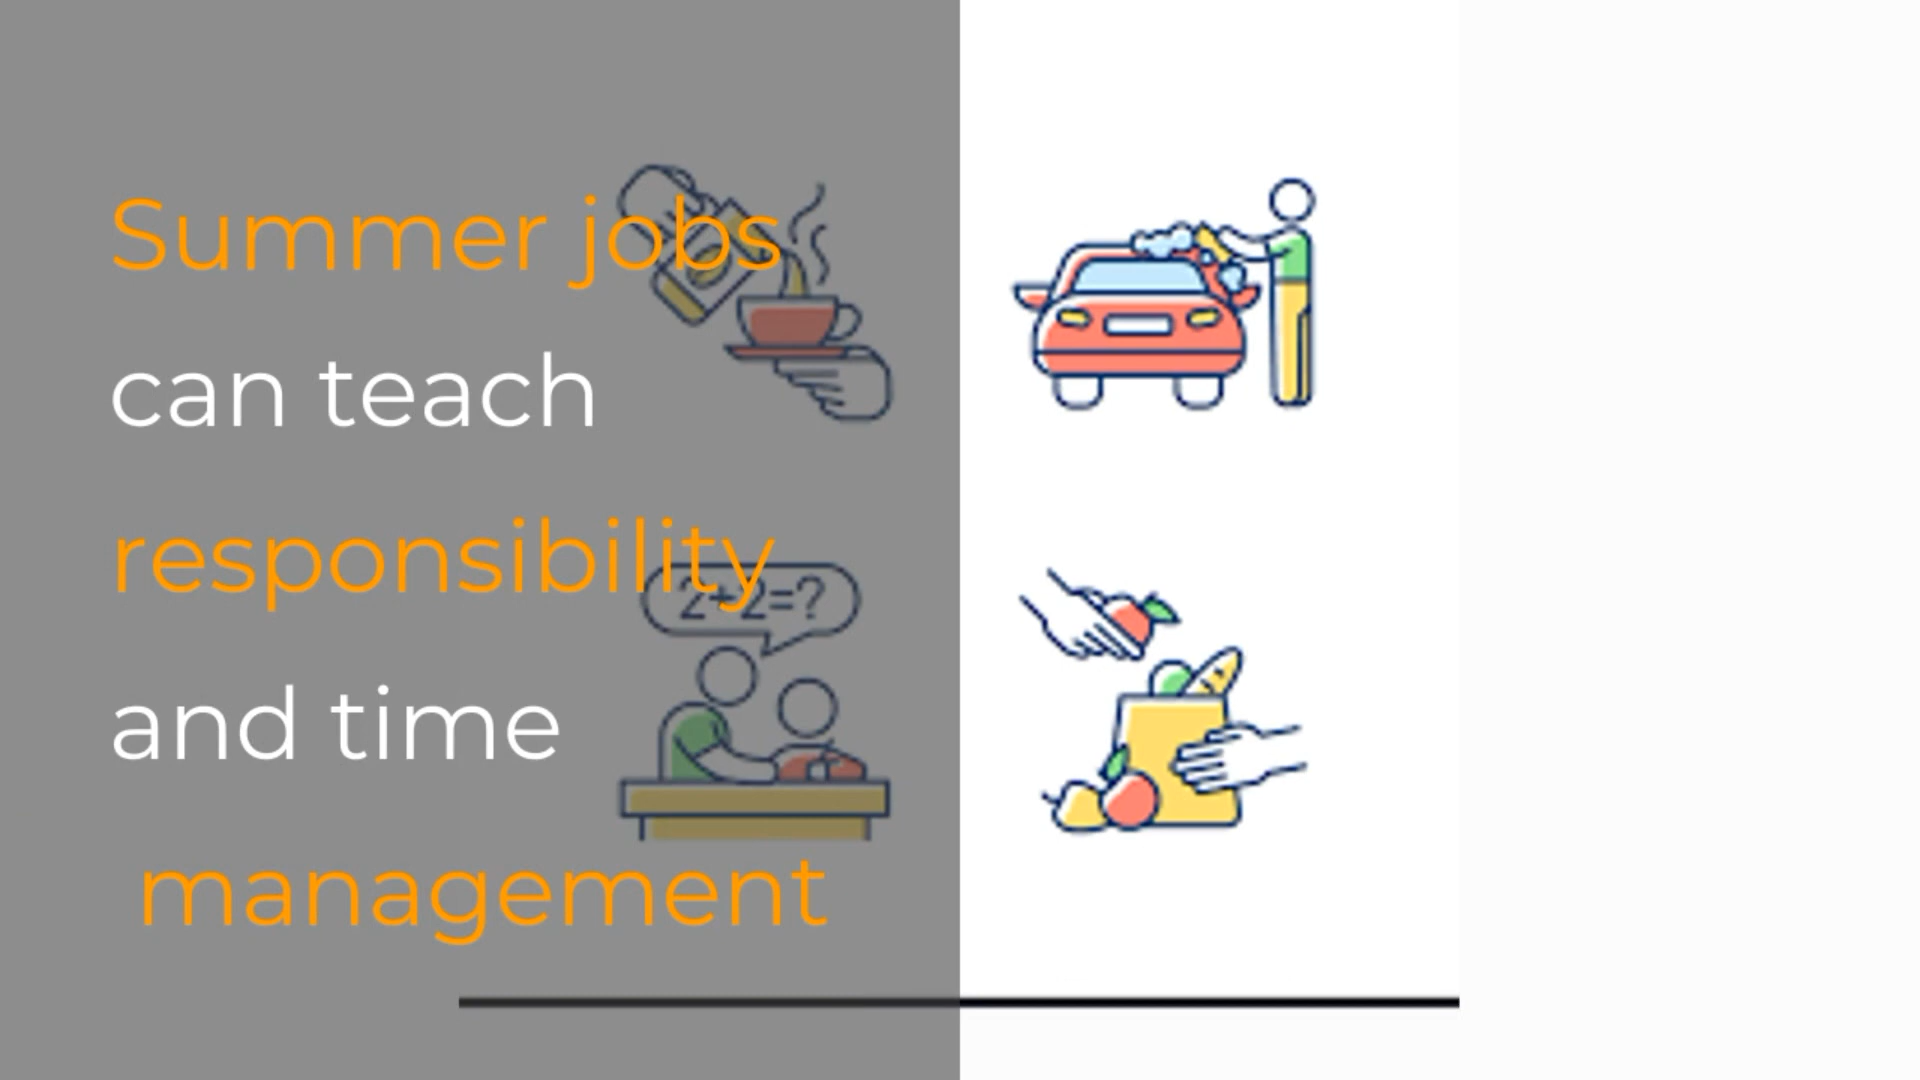 Summer jobs
can teach
responsibility
2+2=?
and time
management